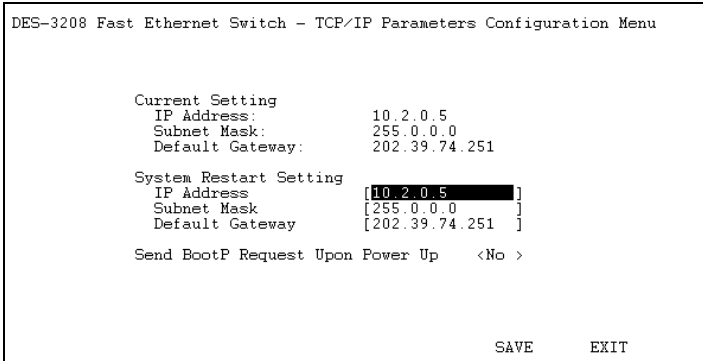 DES-3208 Fast Ethernet Switch - TCP/IP Parameters Configuration Menu
Current Setting
IP Address: 10.2.0.5
Subnet Mask: 255.0.0.0
Default Gateway: 202.39.74.251
System Restart Setting
IP Address [10.2.0.5 ]
Subnet Mask [255.0.0.0 ]
Default Gateway [202.39.74.251 ]
Send BootP Request Upon Power Up <No >
SAVE EXIT